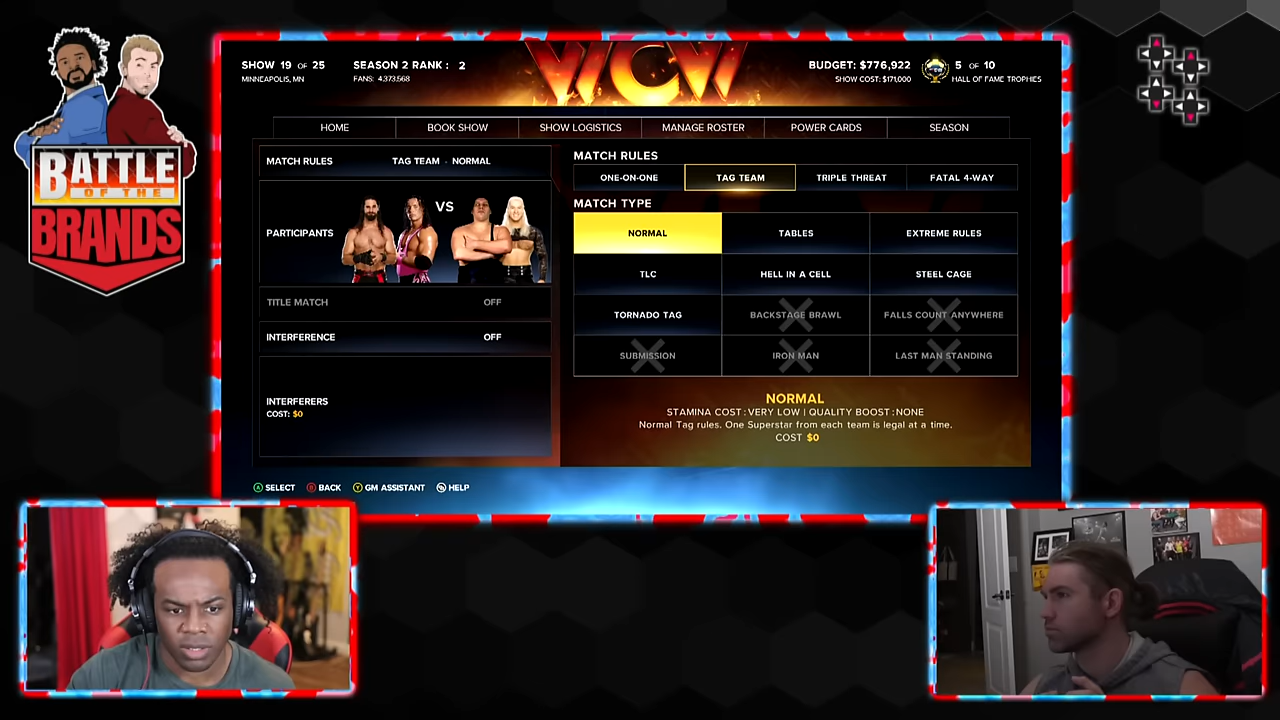 SHOW 19 OF 25
MINNEAPOLIS, MN
SEASON 2 RANK : 2
FANS: 4,373,568
WCW
BUDGET: $776,922
SHOW COST: $171,000
5 OF 10
HALL OF FAME TROPHIES
HOME
BOOK SHOW
SHOW LOGISTICS
MANAGE ROSTER
POWER CARDS
SEASON
BATTLE
OF THE
BRANDS
MATCH RULES
TAG TEAM - NORMAL
PARTICIPANTS
VS
TITLE MATCH
OFF
INTERFERENCE
OFF
INTERFERERS
COST: $0
MATCH RULES
ONE-ON-ONE
TAG TEAM
TRIPLE THREAT
FATAL 4-WAY
MATCH TYPE
NORMAL
TABLES
EXTREME RULES
TLC
HELL IN A CELL
STEEL CAGE
TORNADO TAG
BACKSTAGE BRAWL
FALLS COUNT ANYWHERE
SUBMISSION
IRON MAN
LAST MAN STANDING
NORMAL
STAMINA COST : VERY LOW | QUALITY BOOST : NONE
Normal Tag rules. One Superstar from each team is legal at a time.
COST $0
A SELECT
B BACK
Y GM ASSISTANT
HELP